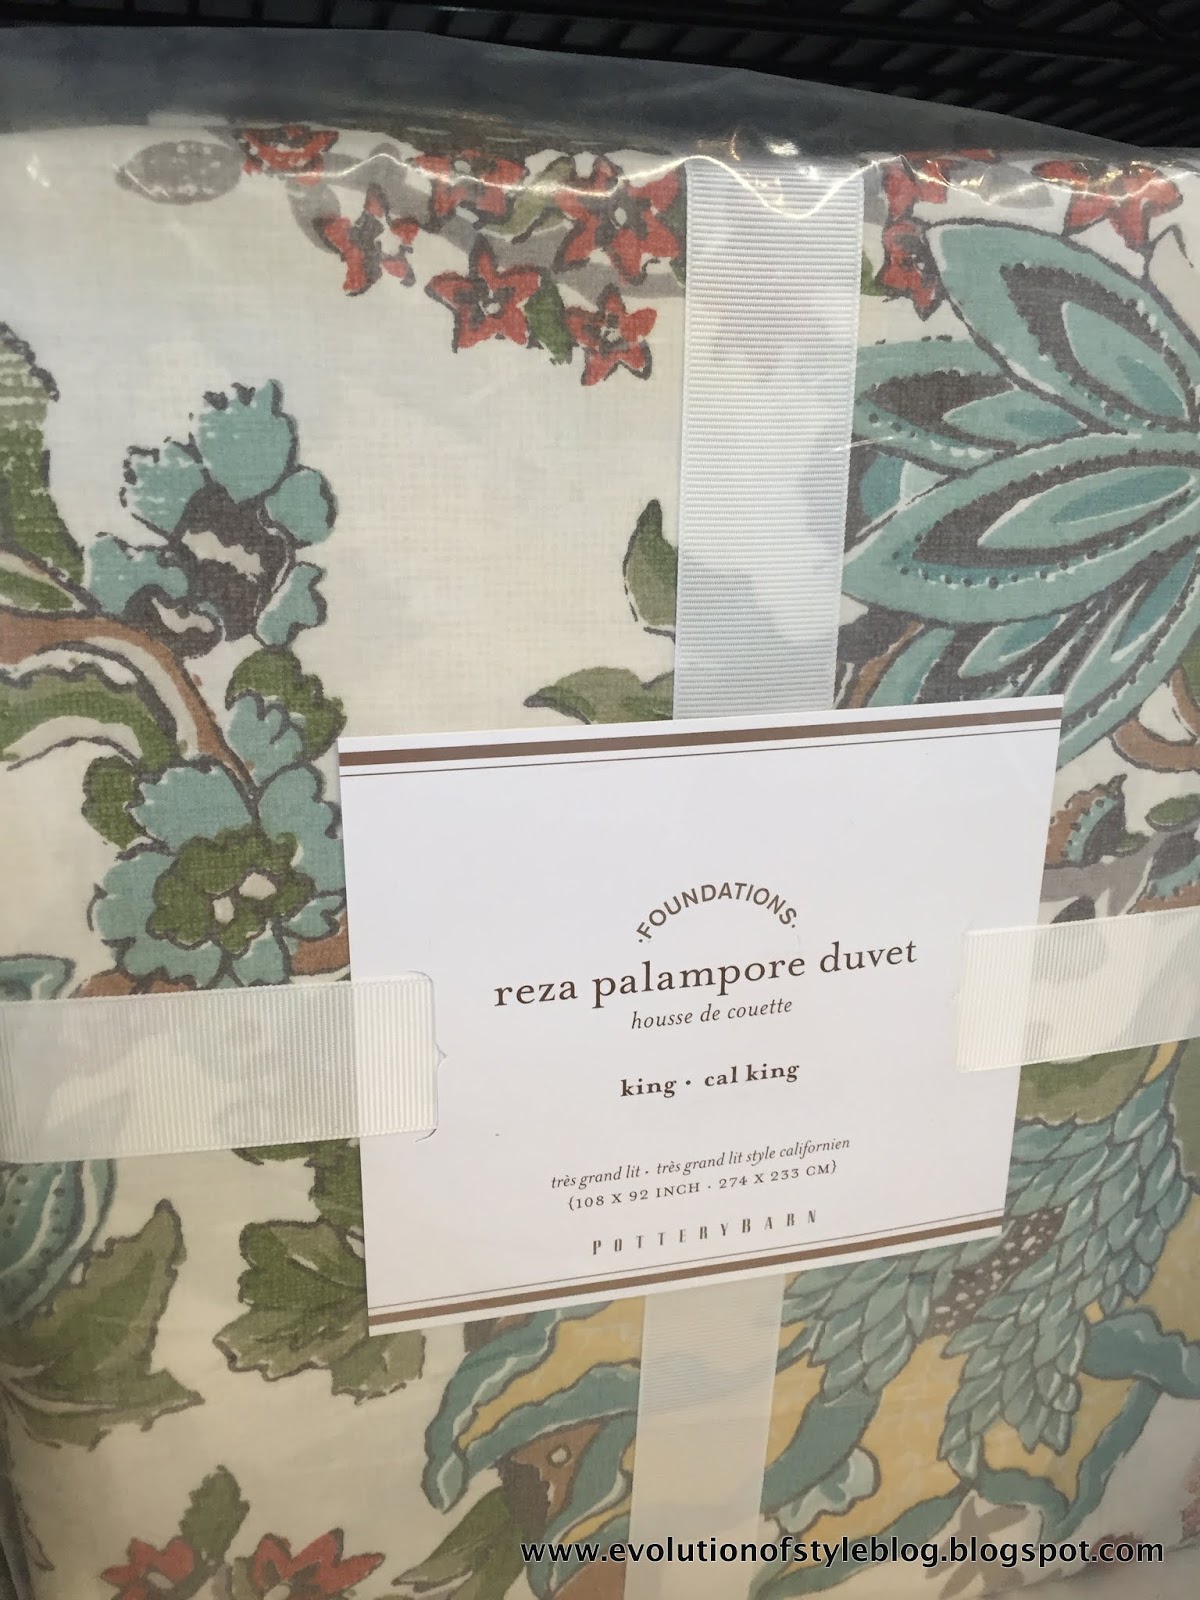 ·FOUNDATIONS·
reza palampore duvet
housse de couette
king · cal king
très grand lit · très grand lit style californien
{108 X 92 INCH · 274 X 233 CM}
POTTERYBARN
www.evolutionofstyleblog.blogspot.com